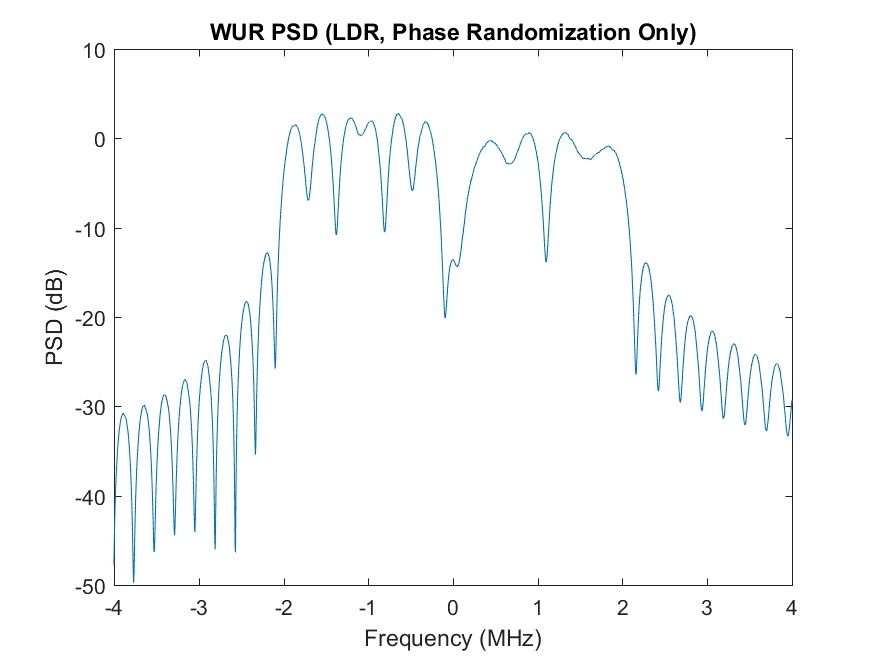 WUR PSD (LDR, Phase Randomization Only)
10
0
-10
-20
-30
-40
-50
PSD (dB)
-4 -3 -2 -1 0 1 2 3 4
Frequency (MHz)